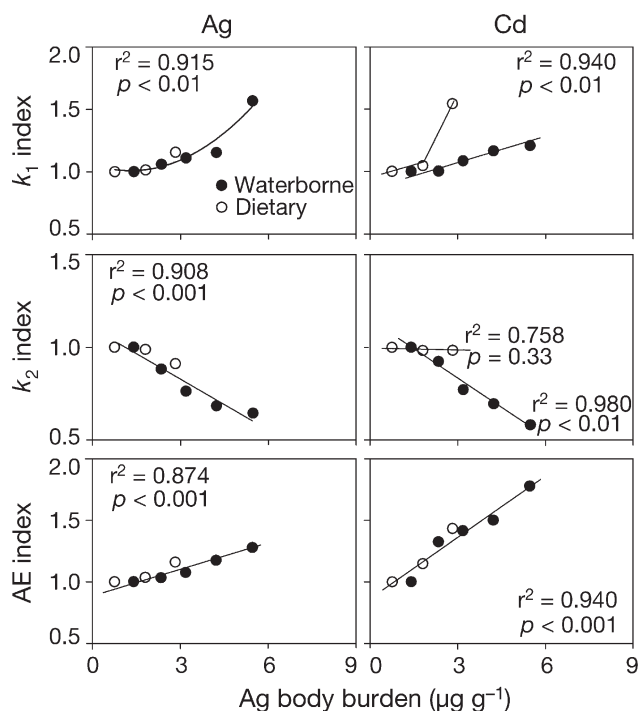 Ag
Cd
2.0
1.5
1.0
0.5
k1 index
r² = 0.915
p < 0.01
Waterborne
Dietary
r² = 0.940
p < 0.01
1.5
1.0
0.5
k2 index
r² = 0.908
p < 0.001
r² = 0.758
p = 0.33
r² = 0.980
p < 0.01
2.0
1.5
1.0
0.5
AE index
r² = 0.874
p < 0.001
r² = 0.940
p < 0.001
0 3 6 9 0 3 6 9
Ag body burden (µg g⁻¹)